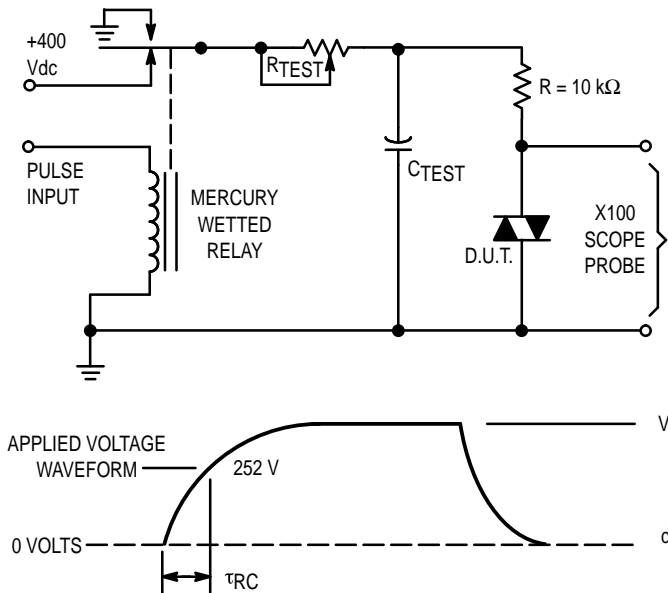 +400
Vdc
RTEST
R = 10 kΩ
PULSE
INPUT
MERCURY
WETTED
RELAY
CTEST
D.U.T.
X100
SCOPE
PROBE
APPLIED VOLTAGE
WAVEFORM
252 V
V
0 VOLTS
τRC